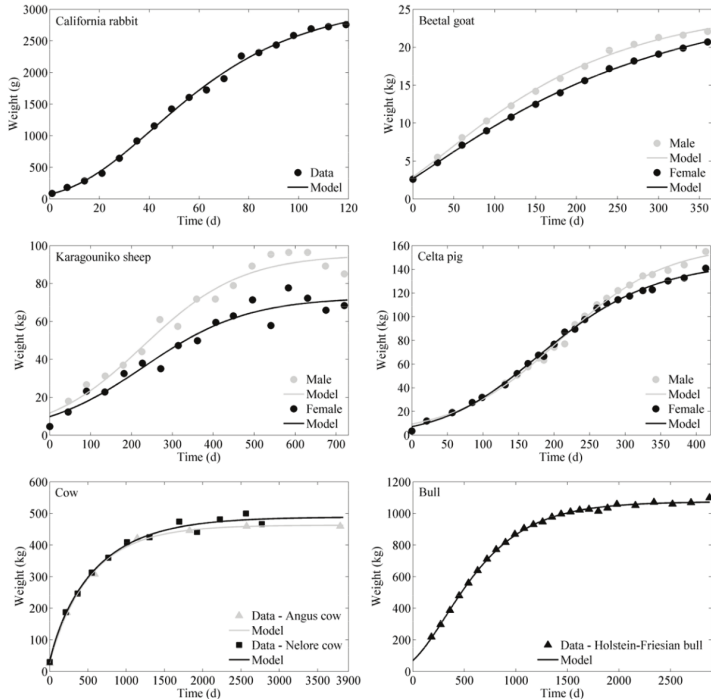 California rabbit
Weight (g)
3000
2500
2000
1500
1000
500
0
Data
Model
0 20 40 60 80 100 120
Time (d)
Beetal goat
Weight (kg)
25
20
15
10
5
0
Male
Model
Female
Model
0 50 100 150 200 250 300 350
Time (d)
Karagouniko sheep
Weight (kg)
100
80
60
40
20
0
Male
Model
Female
Model
0 100 200 300 400 500 600 700
Time (d)
Celta pig
Weight (kg)
160
140
120
100
80
60
40
20
0
Male
Model
Female
Model
0 100 200 300 400
Time (d)
Cow
Weight (kg)
600
500
400
300
200
100
0
Data - Angus cow
Model
Data - Nelore cow
Model
0 500 1000 1500 2000 2500 3000 3900
Time (d)
Bull
Weight (kg)
1200
1000
800
600
400
200
0
Data - Holstein-Friesian bull
Model
0 500 1000 1500 2000 2500
Time (d)